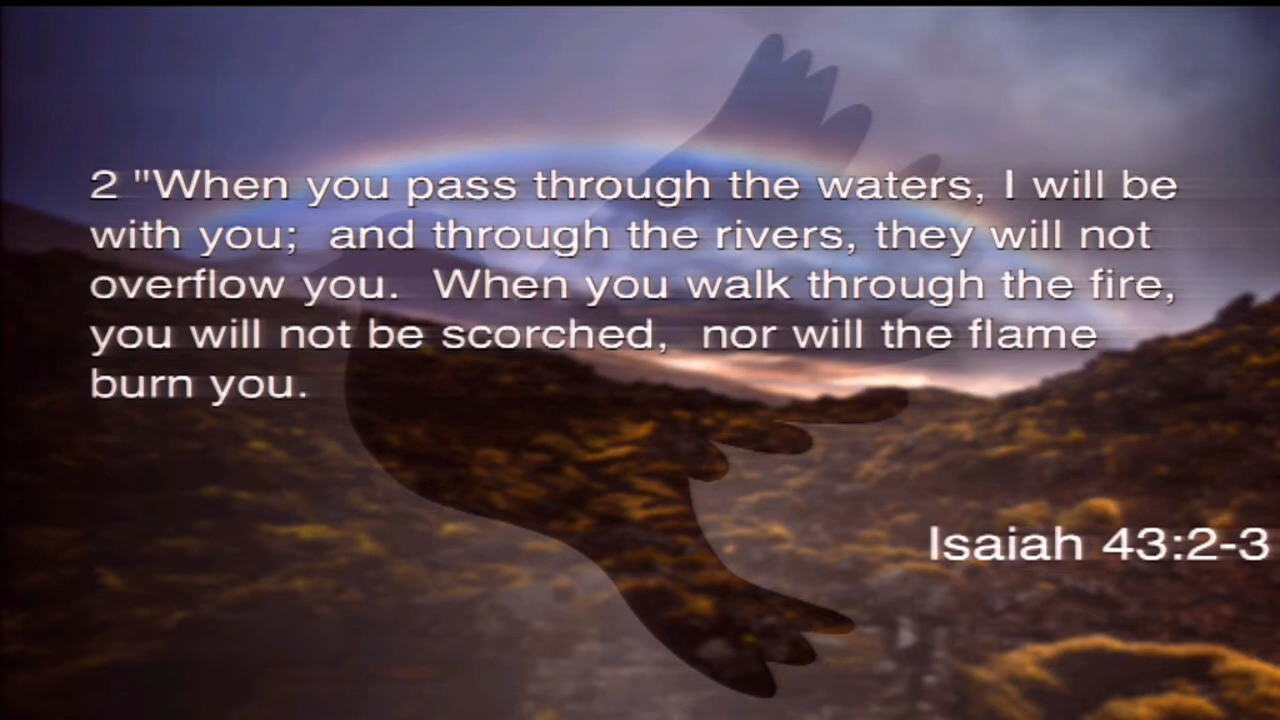 2 "When you pass through the waters, I will be
with you;  and through the rivers, they will not
overflow you.  When you walk through the fire,
you will not be scorched,  nor will the flame
burn you.
Isaiah 43:2-3